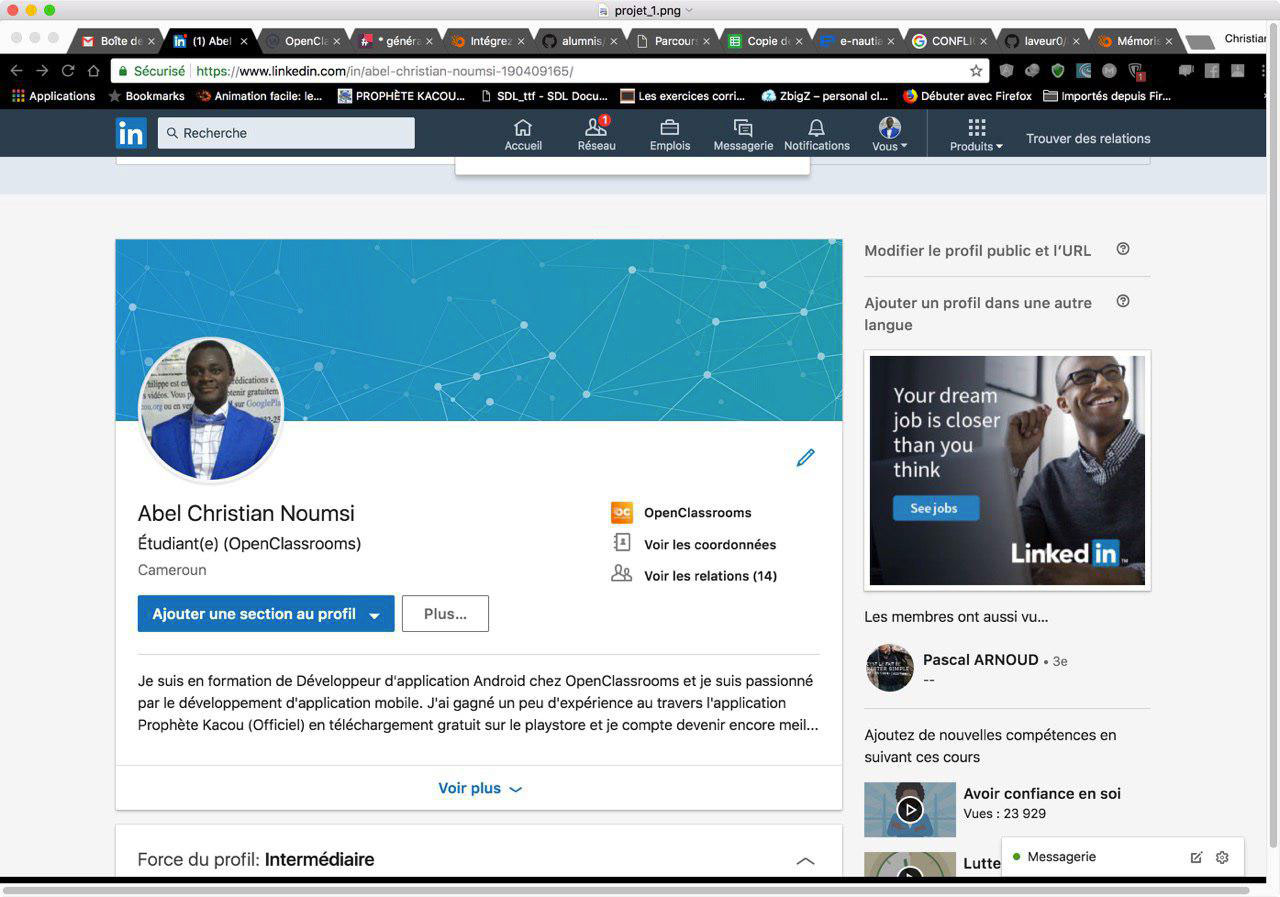 projet_1.png
Boîte de
(1) Abel
OpenCla
* généra
Intégrez
alumnis/
Parcour
Copie de
e-nautia
CONFLI
laveur0/
Mémoris
Christian
Sécurisé
https://www.linkedin.com/in/abel-christian-noumsi-190409165/
1
Applications
Bookmarks
Animation facile: le...
PROPHÈTE KACOU...
SDL_ttf - SDL Docu...
Les exercices corri...
ZbigZ – personal cl...
Débuter avec Firefox
Importés depuis Fir...
in
Recherche
Accueil
1
Réseau
Emplois
Messagerie
Notifications
Vous
Produits
Trouver des relations
Modifier le profil public et l’URL
Ajouter un profil dans une autre
langue
Your dream
job is closer
than you
think
See jobs
Linked in
Abel Christian Noumsi
Étudiant(e) (OpenClassrooms)
Cameroun
OC OpenClassrooms
Voir les coordonnées
Voir les relations (14)
Ajouter une section au profil
Plus...
Je suis en formation de Développeur d'application Android chez OpenClassrooms et je suis passionné
par le développement d'application mobile. J'ai gagné un peu d'expérience au travers l'application
Prophète Kacou (Officiel) en téléchargement gratuit sur le playstore et je compte devenir encore meil...
Voir plus
Force du profil: Intermédiaire
Les membres ont aussi vu...
Pascal ARNOUD • 3e
--
Ajoutez de nouvelles compétences en
suivant ces cours
Avoir confiance en soi
Vues : 23 929
Lutte
Messagerie